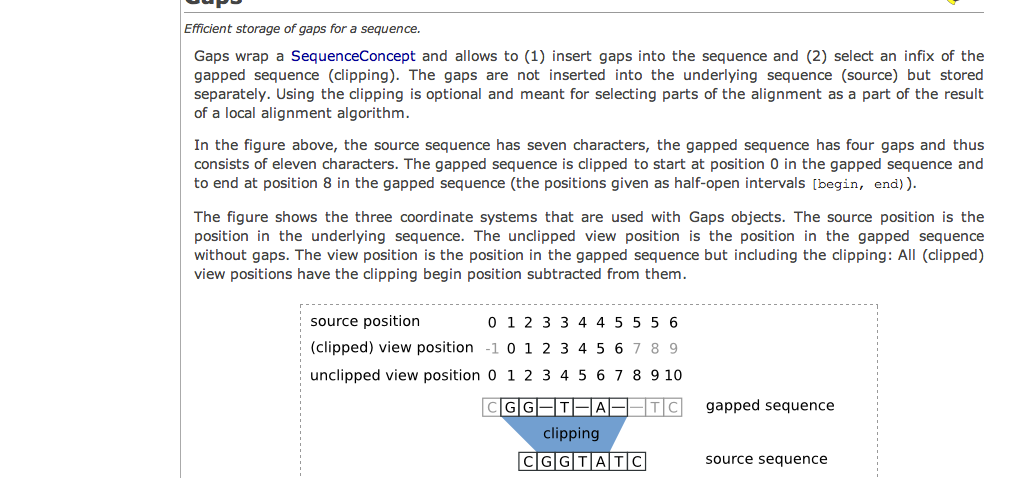 Gaps
Efficient storage of gaps for a sequence.
Gaps wrap a SequenceConcept and allows to (1) insert gaps into the sequence and (2) select an infix of the
gapped sequence (clipping). The gaps are not inserted into the underlying sequence (source) but stored
separately. Using the clipping is optional and meant for selecting parts of the alignment as a part of the result
of a local alignment algorithm.
In the figure above, the source sequence has seven characters, the gapped sequence has four gaps and thus
consists of eleven characters. The gapped sequence is clipped to start at position 0 in the gapped sequence and
to end at position 8 in the gapped sequence (the positions given as half-open intervals [begin, end)).
The figure shows the three coordinate systems that are used with Gaps objects. The source position is the
position in the underlying sequence. The unclipped view position is the position in the gapped sequence
without gaps. The view position is the position in the gapped sequence but including the clipping: All (clipped)
view positions have the clipping begin position subtracted from them.
source position 0 1 2 3 3 4 4 5 5 5 6
(clipped) view position -1 0 1 2 3 4 5 6 7 8 9
unclipped view position 0 1 2 3 4 5 6 7 8 9 10
C G G — T — A — — T C gapped sequence
clipping
C G G T A T C source sequence